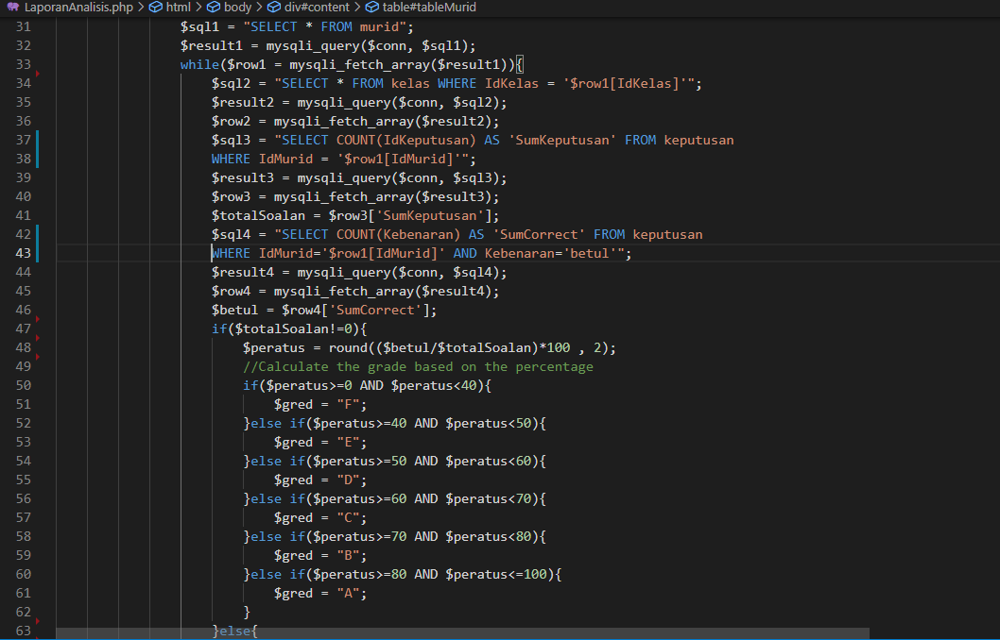 LaporanAnalisis.php > html > body > div#content > table#tableMurid
31 $sql1 = "SELECT * FROM murid";
32 $result1 = mysqli_query($conn, $sql1);
33 while($row1 = mysqli_fetch_array($result1)){
34 $sql2 = "SELECT * FROM kelas WHERE IdKelas = '$row1[IdKelas]'";
35 $result2 = mysqli_query($conn, $sql2);
36 $row2 = mysqli_fetch_array($result2);
37 $sql3 = "SELECT COUNT(IdKeputusan) AS 'SumKeputusan' FROM keputusan
38 WHERE IdMurid = '$row1[IdMurid]'";
39 $result3 = mysqli_query($conn, $sql3);
40 $row3 = mysqli_fetch_array($result3);
41 $totalSoalan = $row3['SumKeputusan'];
42 $sql4 = "SELECT COUNT(Kebenaran) AS 'SumCorrect' FROM keputusan
43 WHERE IdMurid='$row1[IdMurid]' AND Kebenaran='betul'";
44 $result4 = mysqli_query($conn, $sql4);
45 $row4 = mysqli_fetch_array($result4);
46 $betul = $row4['SumCorrect'];
47 if($totalSoalan!=0){
48 $peratus = round(($betul/$totalSoalan)*100 , 2);
49 //Calculate the grade based on the percentage
50 if($peratus>=0 AND $peratus<40){
51 $gred = "F";
52 }else if($peratus>=40 AND $peratus<50){
53 $gred = "E";
54 }else if($peratus>=50 AND $peratus<60){
55 $gred = "D";
56 }else if($peratus>=60 AND $peratus<70){
57 $gred = "C";
58 }else if($peratus>=70 AND $peratus<80){
59 $gred = "B";
60 }else if($peratus>=80 AND $peratus<=100){
61 $gred = "A";
62 }
63 }else{